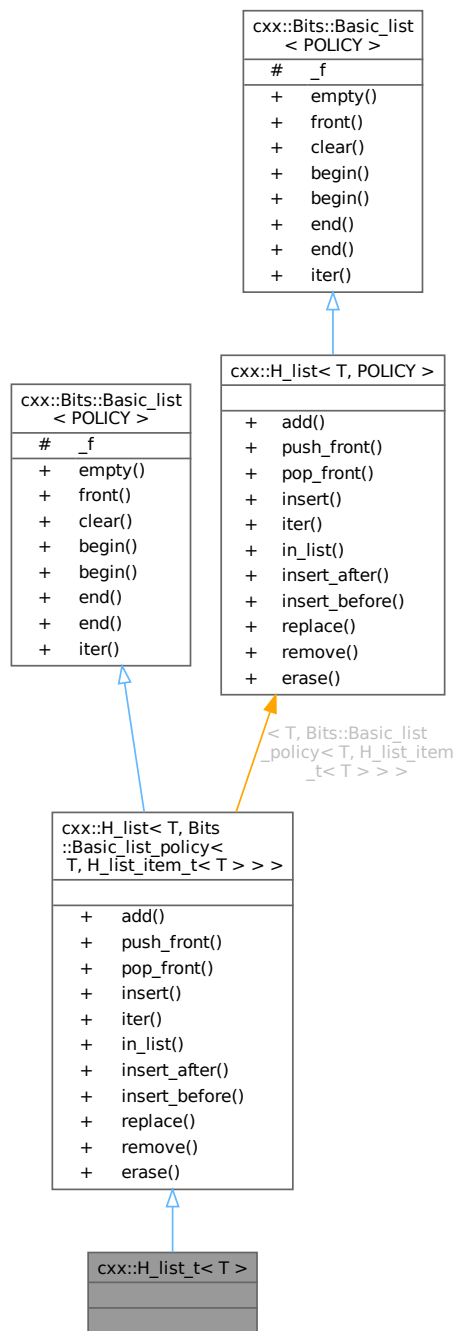 cxx::Bits::Basic_list
< POLICY >
# _f
+ empty()
+ front()
+ clear()
+ begin()
+ begin()
+ end()
+ end()
+ iter()
cxx::H_list< T, POLICY >
+ add()
+ push_front()
+ pop_front()
+ insert()
+ iter()
+ in_list()
+ insert_after()
+ insert_before()
+ replace()
+ remove()
+ erase()
cxx::Bits::Basic_list
< POLICY >
# _f
+ empty()
+ front()
+ clear()
+ begin()
+ begin()
+ end()
+ end()
+ iter()
< T, Bits::Basic_list
_policy< T, H_list_item
_t< T > > >
cxx::H_list< T, Bits
::Basic_list_policy<
T, H_list_item_t< T > > >
+ add()
+ push_front()
+ pop_front()
+ insert()
+ iter()
+ in_list()
+ insert_after()
+ insert_before()
+ replace()
+ remove()
+ erase()
cxx::H_list_t< T >